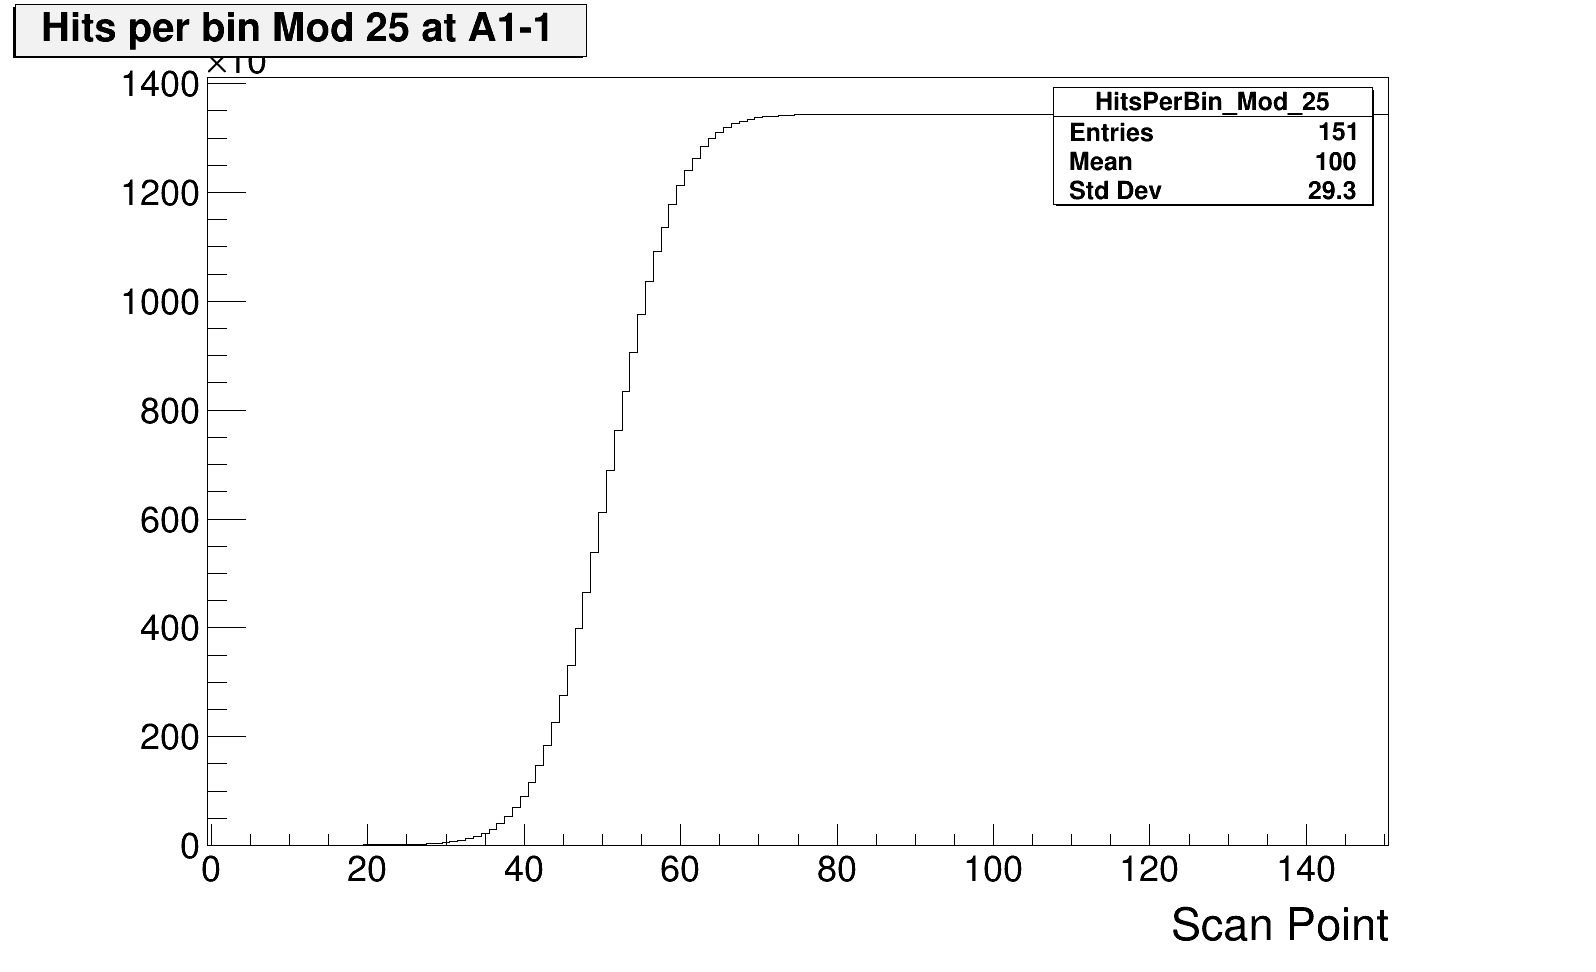 Hits per bin Mod 25 at A1-1
×10
1400
1200
1000
800
600
400
200
0
HitsPerBin_Mod_25
Entries 151
Mean 100
Std Dev 29.3
0 20 40 60 80 100 120 140
Scan Point